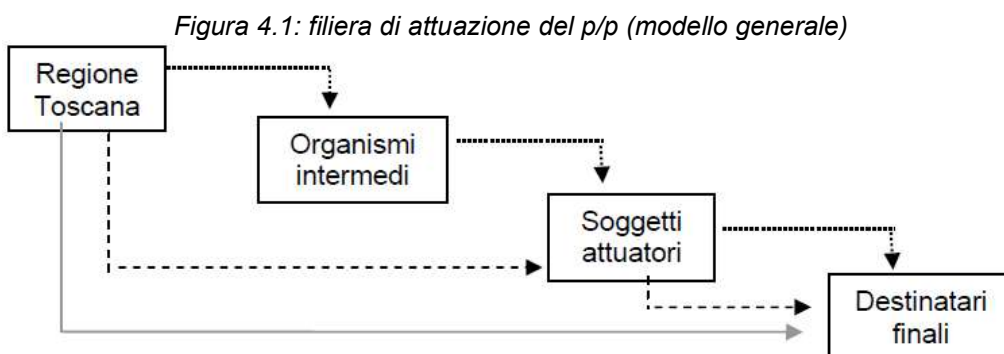 Figura 4.1: filiera di attuazione del p/p (modello generale)
Regione
Toscana
Organismi
intermedi
Soggetti
attuatori
Destinatari
finali